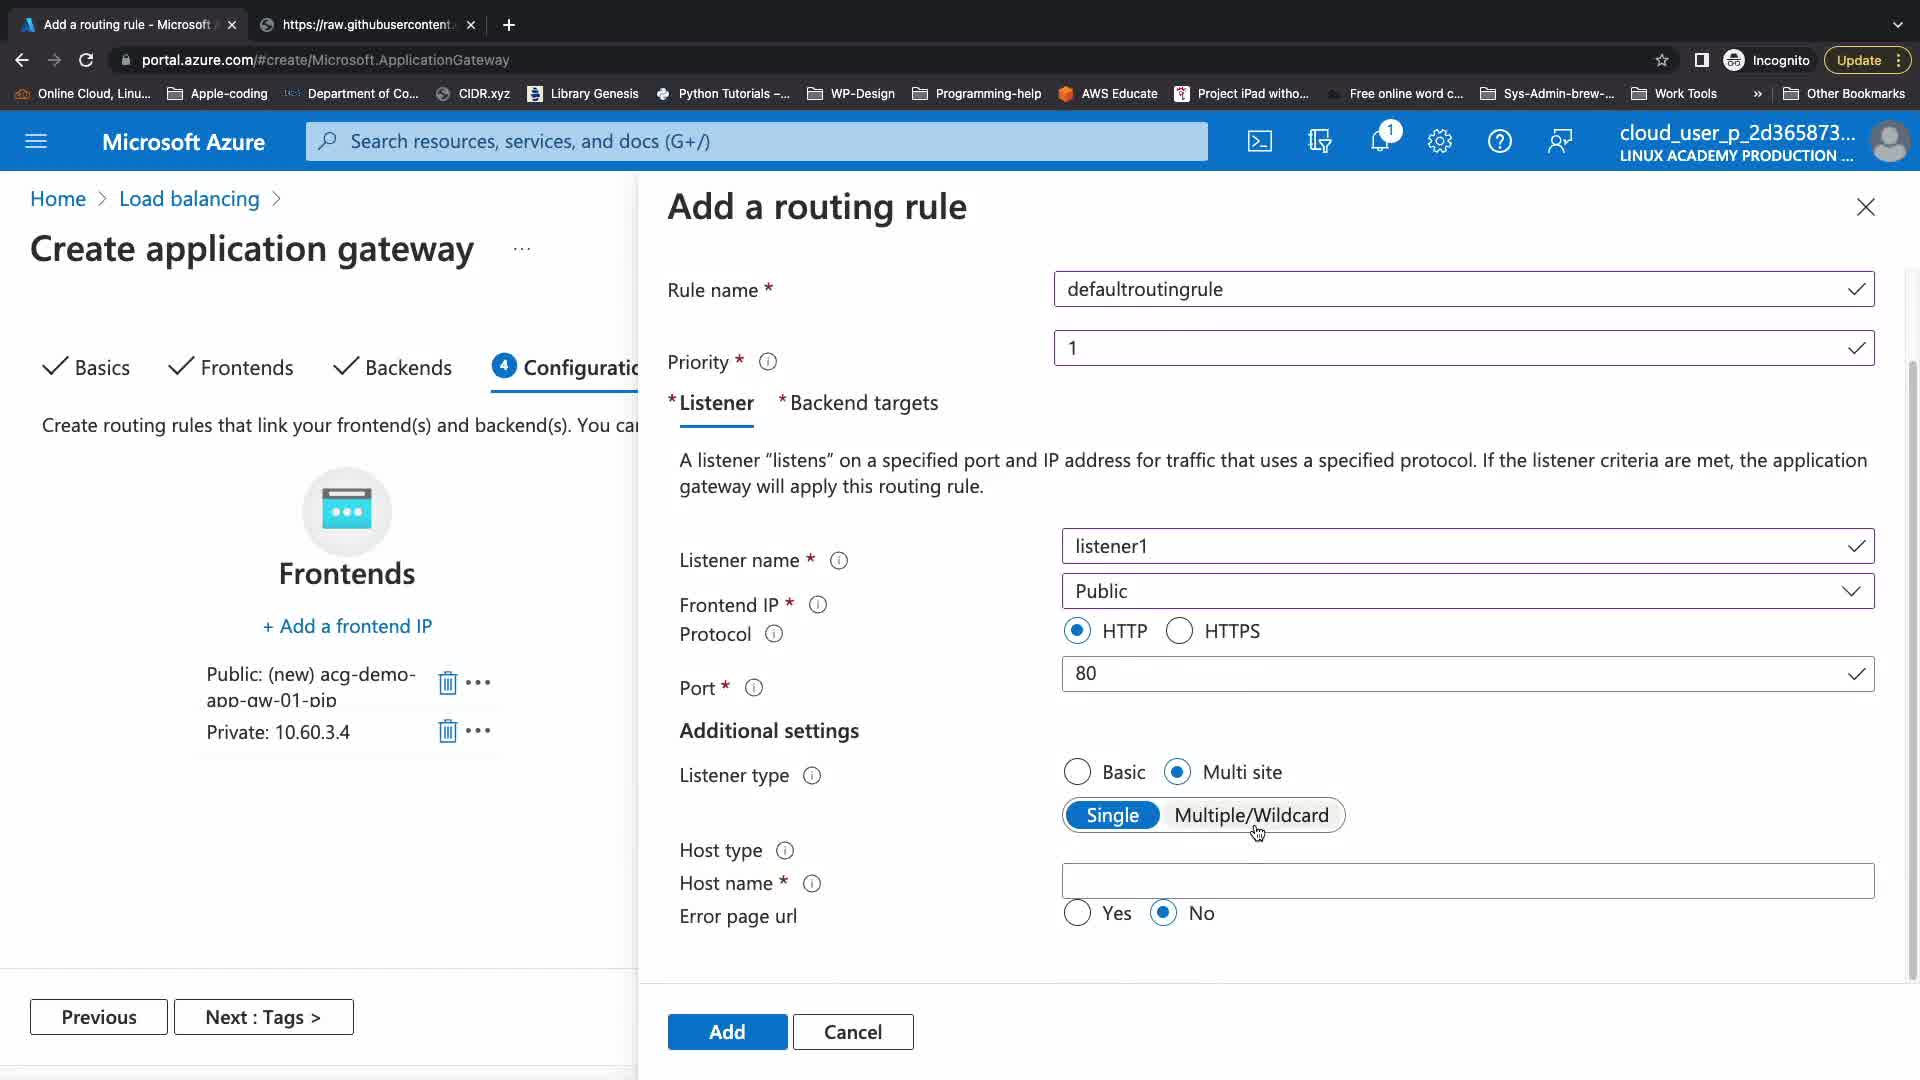 Add a routing rule - Microsoft A
https://raw.githubusercontent.
portal.azure.com/#create/Microsoft.ApplicationGateway
Incognito
Update
Online Cloud, Linu...
Apple-coding
Department of Co...
CIDR.xyz
Library Genesis
Python Tutorials –...
WP-Design
Programming-help
AWS Educate
Project iPad witho...
Free online word c...
Sys-Admin-brew-...
Work Tools
»
Other Bookmarks
Microsoft Azure
Search resources, services, and docs (G+/)
1
cloud_user_p_2d365873...
LINUX ACADEMY PRODUCTION ...
Home > Load balancing >
Create application gateway ...
Basics
Frontends
Backends
4 Configuratio
Create routing rules that link your frontend(s) and backend(s). You ca
Frontends
+ Add a frontend IP
Public: (new) acg-demo-
app-gw-01-pip
Private: 10.60.3.4
Previous
Next : Tags >
Add a routing rule
Rule name *
defaultroutingrule
Priority *
1
* Listener
* Backend targets
A listener “listens” on a specified port and IP address for traffic that uses a specified protocol. If the listener criteria are met, the application
gateway will apply this routing rule.
Listener name *
listener1
Frontend IP *
Public
Protocol
HTTP
HTTPS
Port *
80
Additional settings
Listener type
Basic
Multi site
Single
Multiple/Wildcard
Host type
Host name *
Error page url
Yes
No
Add
Cancel